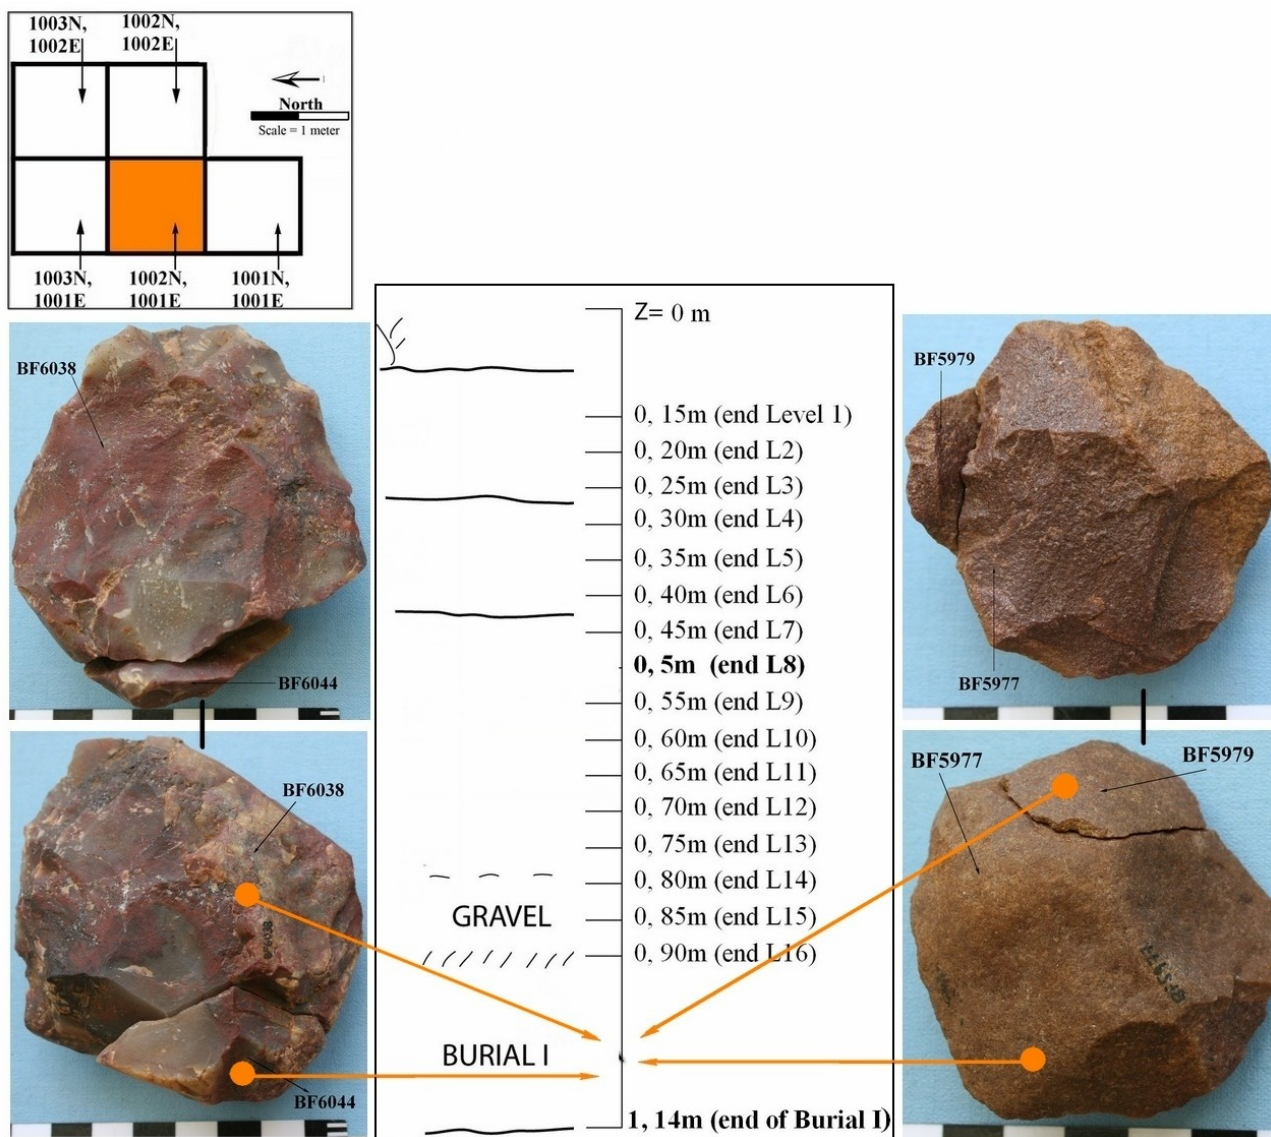 1003N,
1002E
1002N,
1002E
North
Scale = 1 meter
1003N,
1001E
1002N,
1001E
1001N,
1001E
BF6038
BF6044
BF6038
BF6044
Z= 0 m
0, 15m (end Level 1)
0, 20m (end L2)
0, 25m (end L3)
0, 30m (end L4)
0, 35m (end L5)
0, 40m (end L6)
0, 45m (end L7)
0, 5m (end L8)
0, 55m (end L9)
0, 60m (end L10)
0, 65m (end L11)
0, 70m (end L12)
0, 75m (end L13)
0, 80m (end L14)
GRAVEL
0, 85m (end L15)
0, 90m (end L16)
BURIAL I
1, 14m (end of Burial I)
BF5979
BF5977
BF5977
BF5979